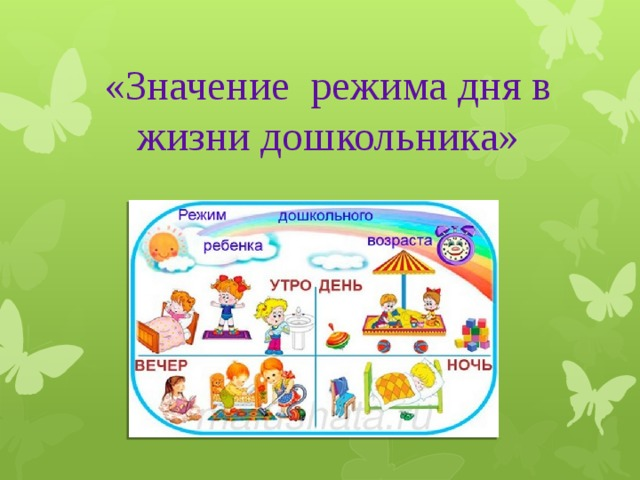 «Значение режима дня в
жизни дошкольника»
Режим дошкольного
ребенка возраста
УТРО ДЕНЬ
ВЕЧЕР НОЧЬ